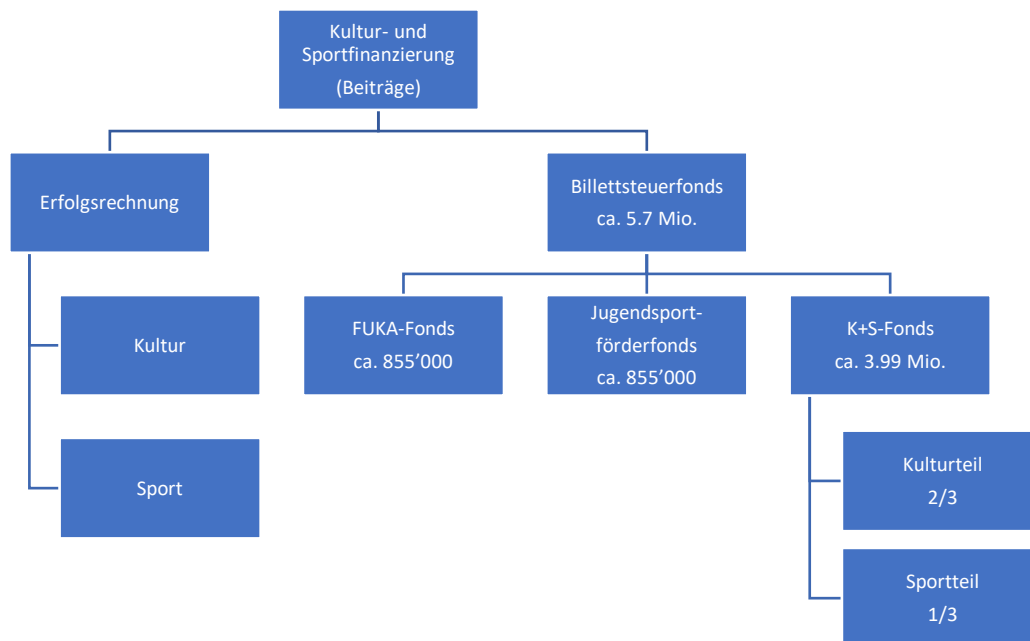 Kultur- und
Sportfinanzierung
(Beiträge)
Erfolgsrechnung
Billettsteuerfonds
ca. 5.7 Mio.
Kultur
FUKA-Fonds
ca. 855’000
Jugendsport-
förderfonds
ca. 855’000
K+S-Fonds
ca. 3.99 Mio.
Sport
Kulturteil
2/3
Sportteil
1/3